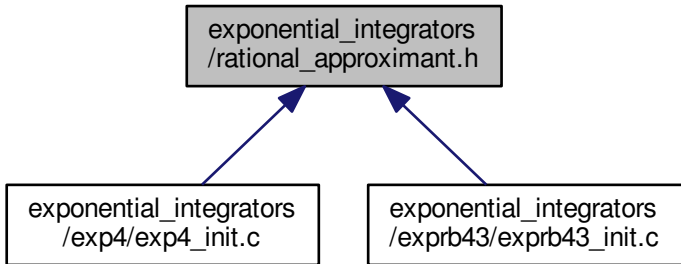 exponential_integrators
/rational_approximant.h
exponential_integrators
/exp4/exp4_init.c
exponential_integrators
/exprb43/exprb43_init.c